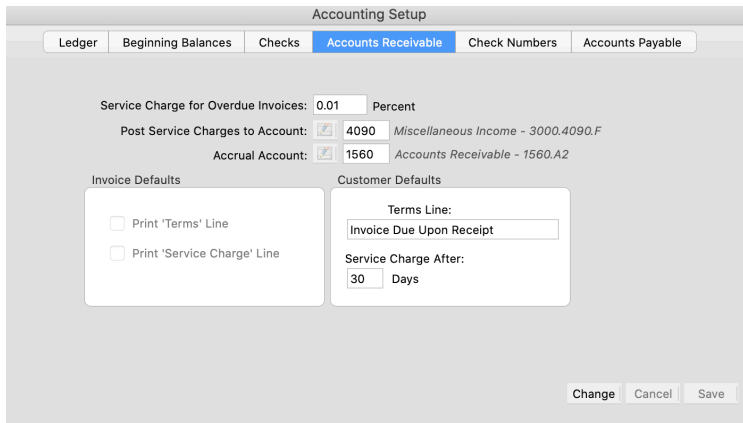 Accounting Setup
Ledger Beginning Balances Checks Accounts Receivable Check Numbers Accounts Payable
Service Charge for Overdue Invoices: 0.01 Percent
Post Service Charges to Account: 4090 Miscellaneous Income - 3000.4090.F
Accrual Account: 1560 Accounts Receivable - 1560.A2
Invoice Defaults Customer Defaults
Terms Line:
Print 'Terms' Line Invoice Due Upon Receipt
Print 'Service Charge' Line Service Charge After:
30 Days
Change Cancel Save